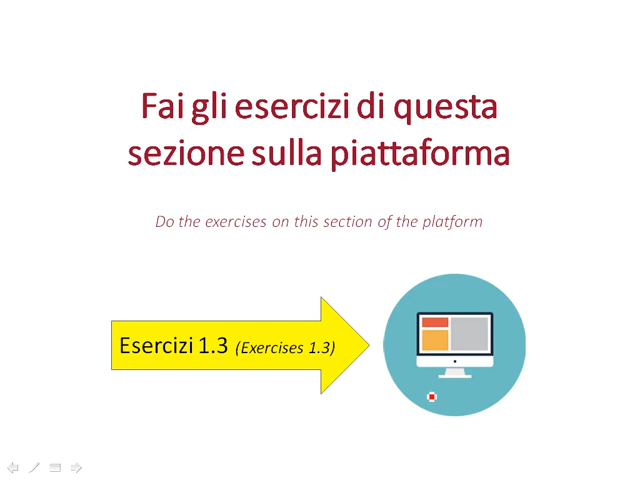 Fai gli esercizi di questa
sezione sulla piattaforma
Do the exercises on this section of the platform
Esercizi 1.3 (Exercises 1.3)